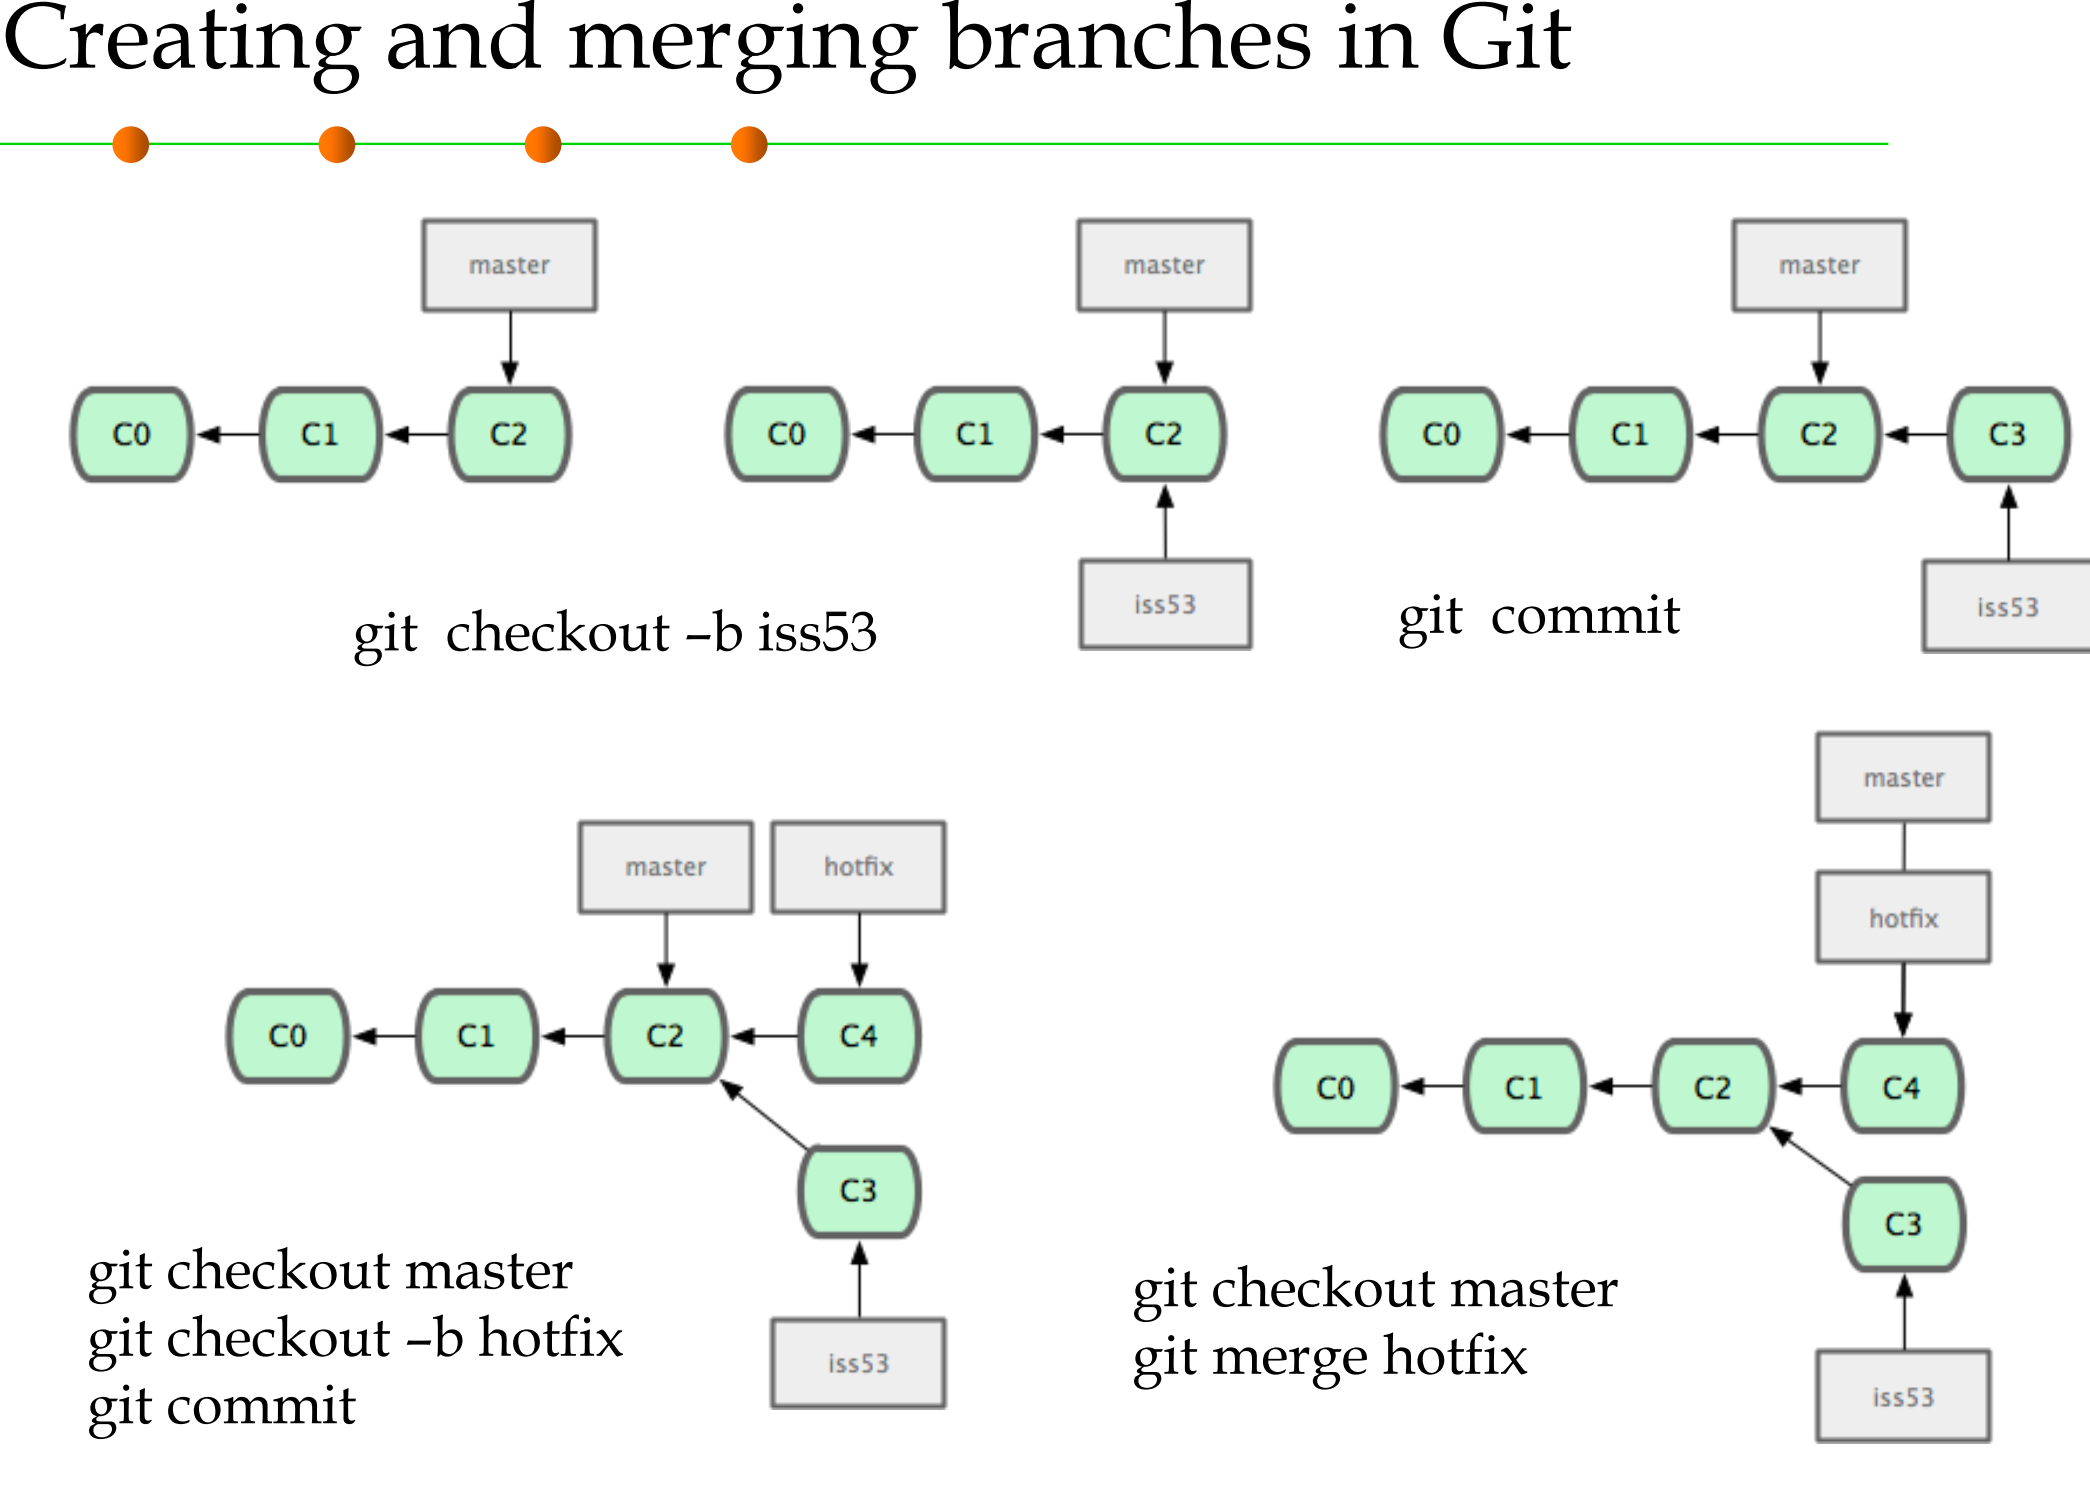 Creating and merging branches in Git
master
C0 C1 C2
master
C0 C1 C2
iss53
git checkout –b iss53
master
C0 C1 C2 C3
iss53
git commit
master hotfix
C0 C1 C2 C4
C3
iss53
git checkout master
git checkout –b hotfix
git commit
master
hotfix
C0 C1 C2 C4
C3
iss53
git checkout master
git merge hotfix